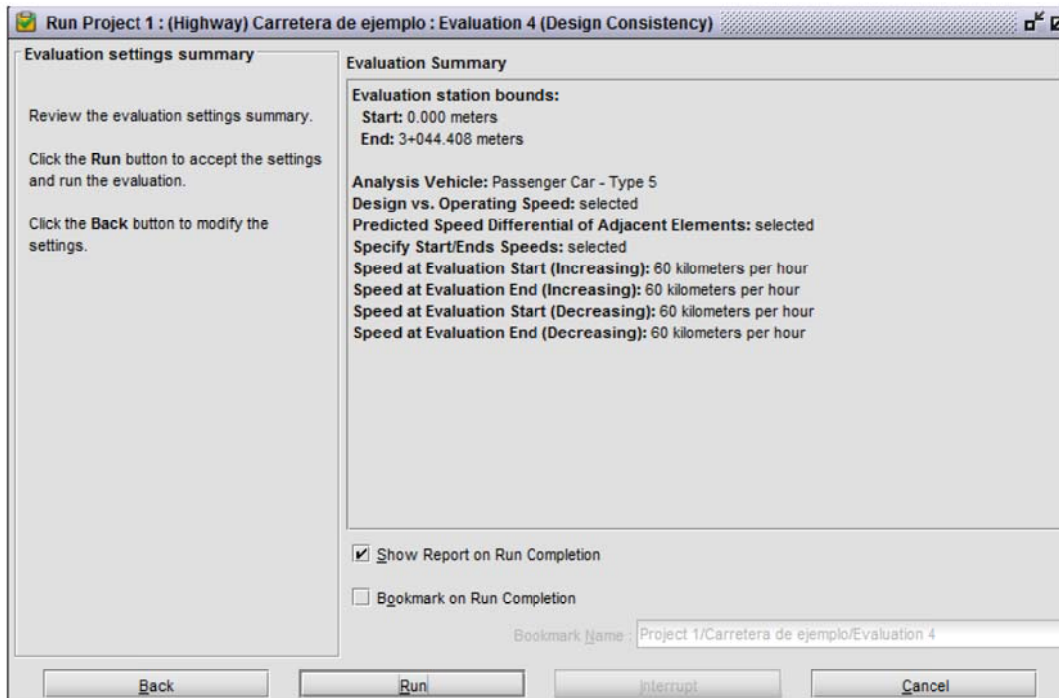 Run Project 1 : (Highway) Carretera de ejemplo : Evaluation 4 (Design Consistency)
Evaluation settings summary
Review the evaluation settings summary.
Click the Run button to accept the settings
and run the evaluation.
Click the Back button to modify the
settings.
Evaluation Summary
Evaluation station bounds:
Start: 0.000 meters
End: 3+044.408 meters
Analysis Vehicle: Passenger Car - Type 5
Design vs. Operating Speed: selected
Predicted Speed Differential of Adjacent Elements: selected
Specify Start/Ends Speeds: selected
Speed at Evaluation Start (Increasing): 60 kilometers per hour
Speed at Evaluation End (Increasing): 60 kilometers per hour
Speed at Evaluation Start (Decreasing): 60 kilometers per hour
Speed at Evaluation End (Decreasing): 60 kilometers per hour
Show Report on Run Completion
Bookmark on Run Completion
Bookmark Name : Project 1/Carretera de ejemplo/Evaluation 4
Back Run Interrupt Cancel